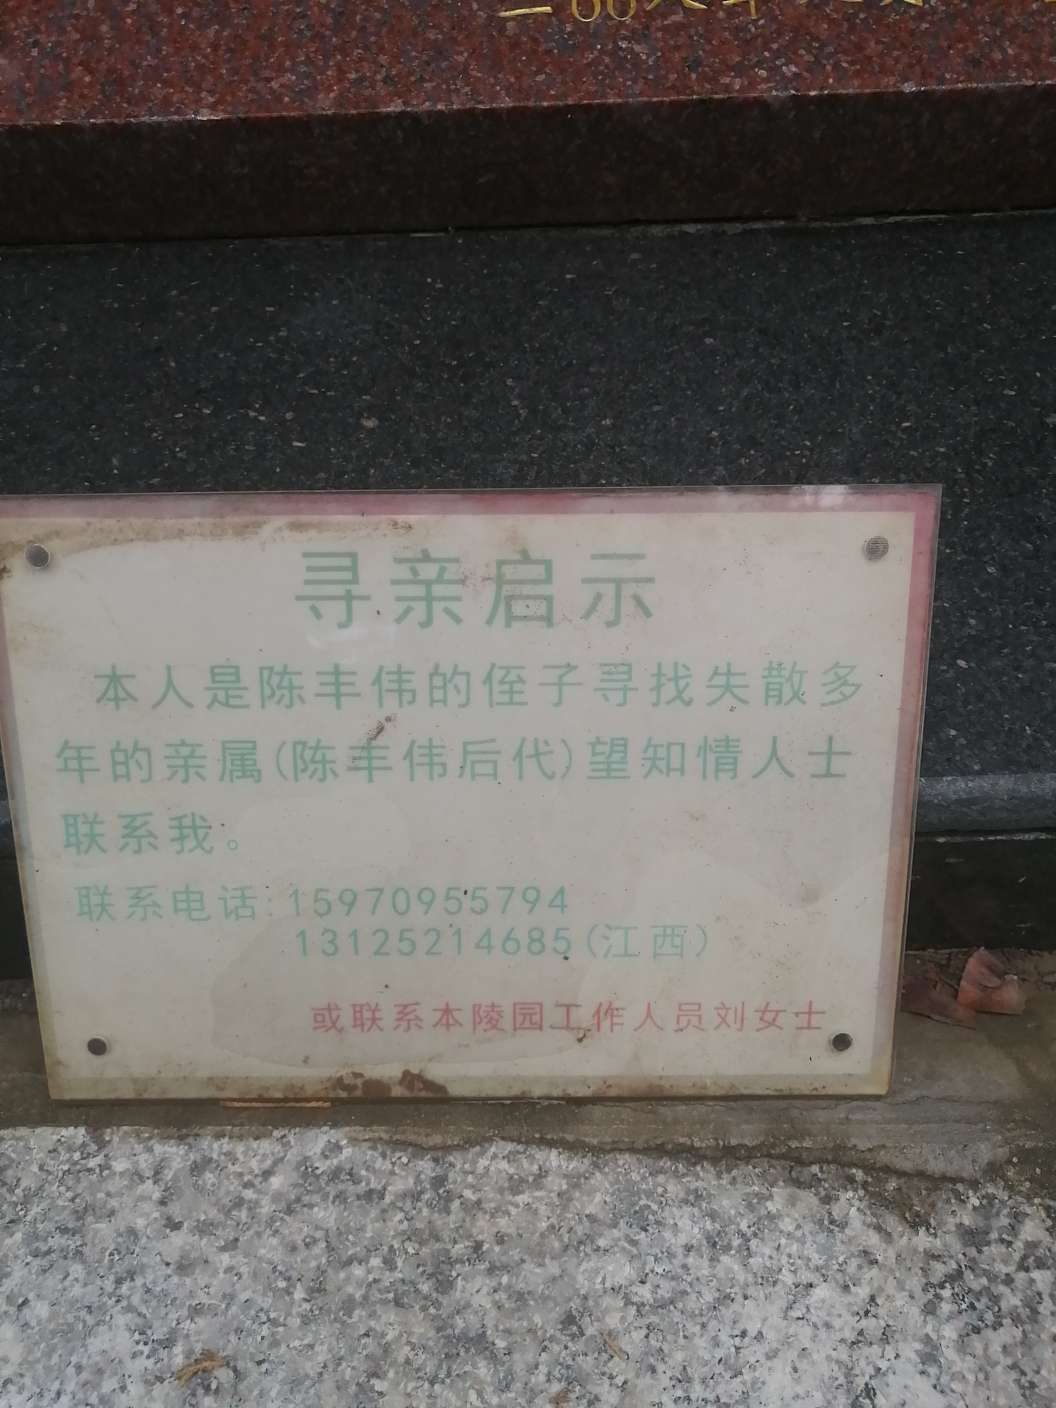 寻亲启示
本人是陈丰伟的侄子寻找失散多
年的亲属(陈丰伟后代)望知情人士
联系我。
联系电话:15970955794
13125214685(江西)
或联系本陵园工作人员刘女士